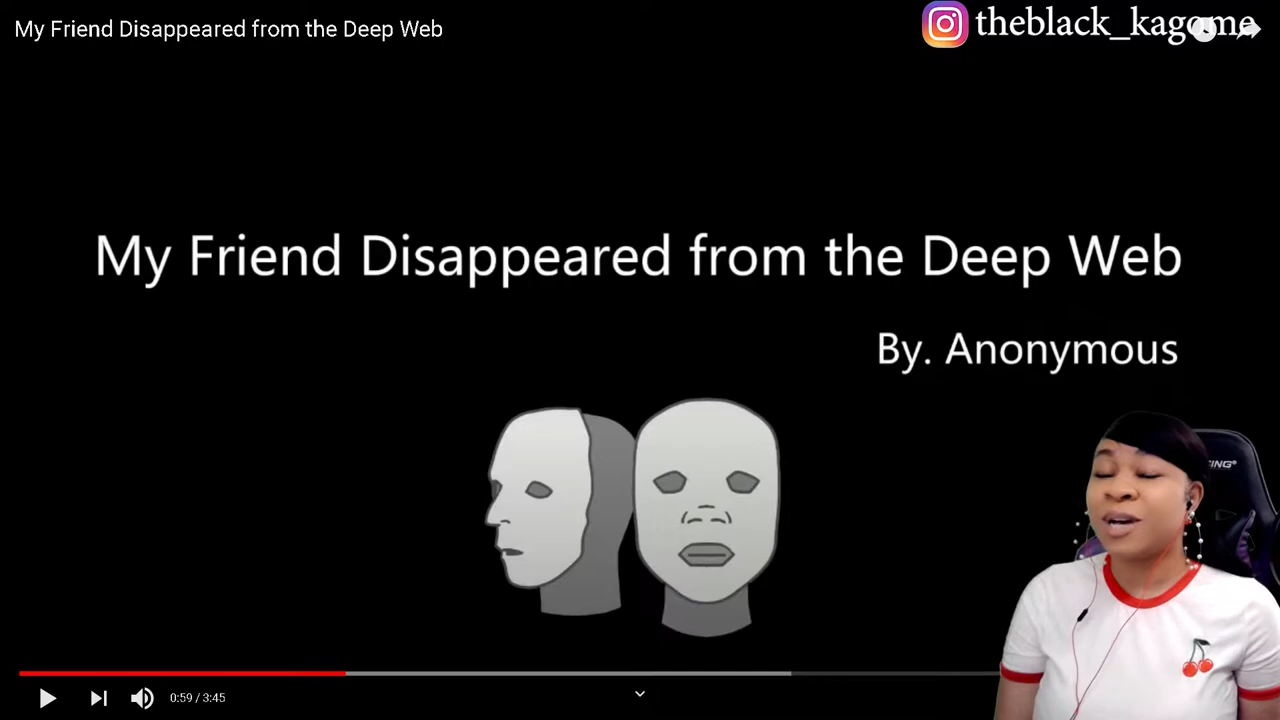 My Friend Disappeared from the Deep Web
theblack_kagome
My Friend Disappeared from the Deep Web
By. Anonymous
ING®
0:59 / 3:45